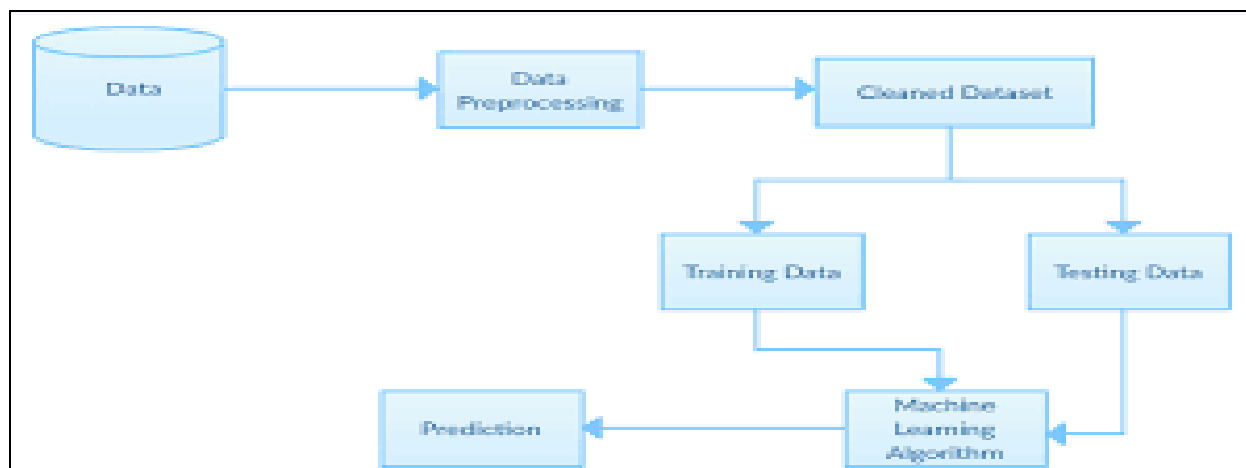 Data
Data
Preprocessing
Cleaned Dataset
Training Data
Testing Data
Machine
Learning
Algorithm
Prediction